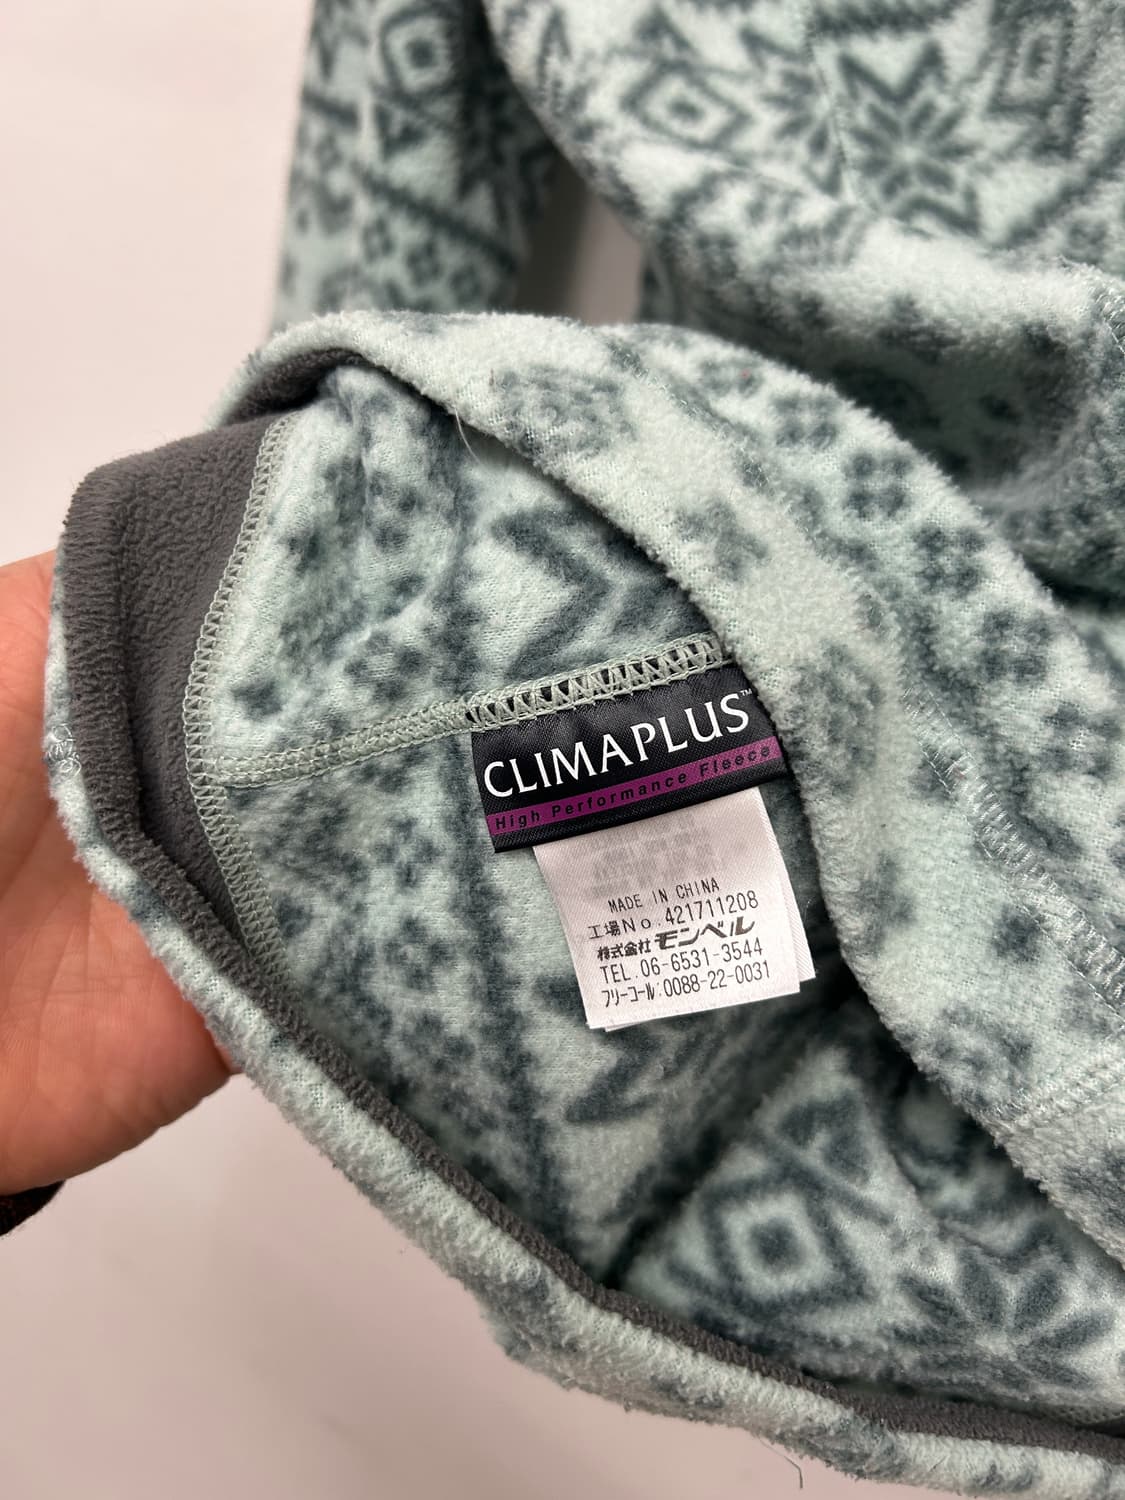 CLIMAPLUS™
High Performance Fleece
MADE IN CHINA
工場No.421711208
株式会社モンベル
TEL.06-6531-3544
フリーコール:0088-22-0031